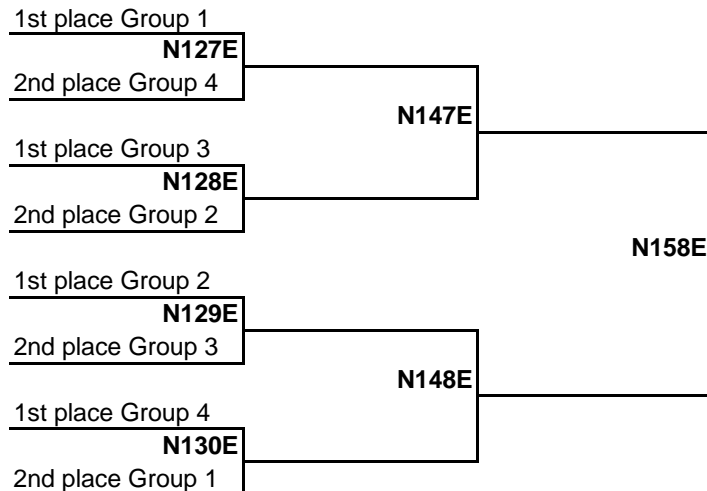 1st place Group 1
N127E
2nd place Group 4
N147E
1st place Group 3
N128E
2nd place Group 2
N158E
1st place Group 2
N129E
2nd place Group 3
N148E
1st place Group 4
N130E
2nd place Group 1